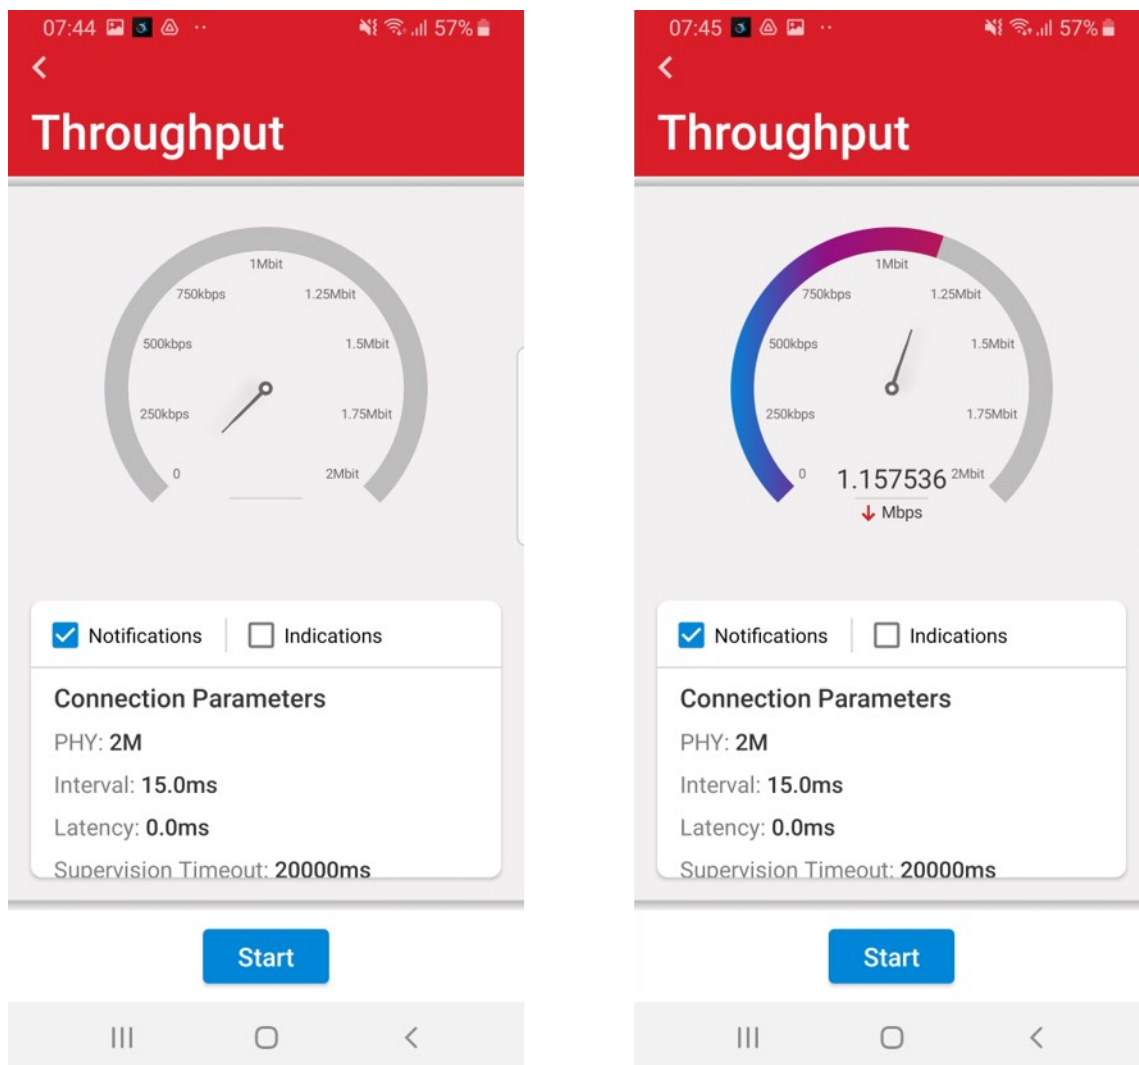 07:44 57%
Throughput
1Mbit
750kbps 1.25Mbit
500kbps 1.5Mbit
250kbps 1.75Mbit
0 2Mbit
Notifications Indications
Connection Parameters
PHY: 2M
Interval: 15.0ms
Latency: 0.0ms
Supervision Timeout: 20000ms
Start
07:45 57%
Throughput
1Mbit
750kbps 1.25Mbit
500kbps 1.5Mbit
250kbps 1.75Mbit
0 1.157536 2Mbit
Mbps
Notifications Indications
Connection Parameters
PHY: 2M
Interval: 15.0ms
Latency: 0.0ms
Supervision Timeout: 20000ms
Start